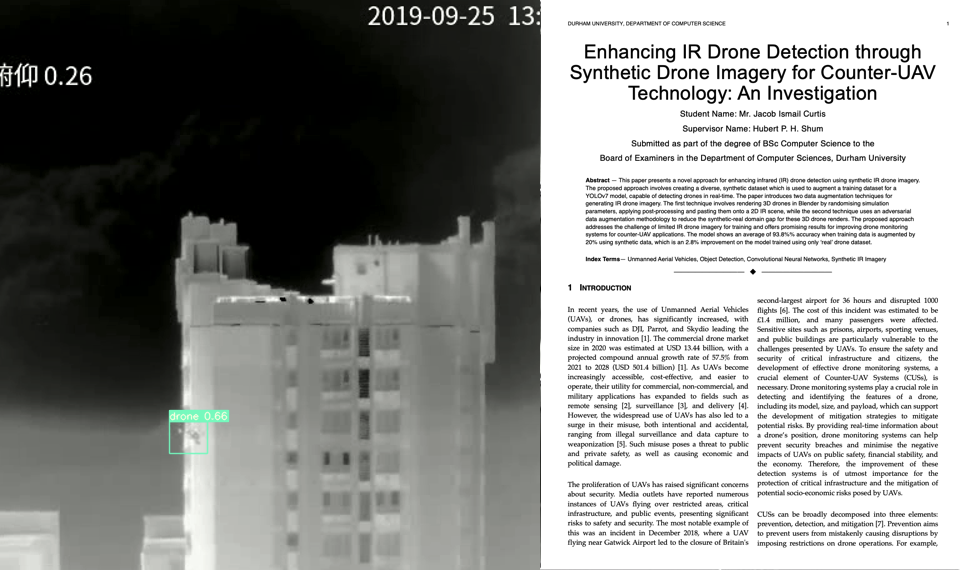 2019-09-25 13:
俯仰 0.26
drone 0.66
DURHAM UNIVERSITY, DEPARTMENT OF COMPUTER SCIENCE
1
Enhancing IR Drone Detection through
Synthetic Drone Imagery for Counter-UAV
Technology: An Investigation
Student Name: Mr. Jacob Ismail Curtis
Supervisor Name: Hubert P. H. Shum
Submitted as part of the degree of BSc Computer Science to the
Board of Examiners in the Department of Computer Sciences, Durham University
Abstract — This paper presents a novel approach for enhancing infrared (IR) drone detection using synthetic IR drone imagery.
The proposed approach involves creating a diverse, synthetic dataset which is used to augment a training dataset for a
YOLOv7 model, capable of detecting drones in real-time. The paper introduces two data augmentation techniques for
generating IR drone imagery. The first technique involves rendering 3D drones in Blender by randomising simulation
parameters, applying post-processing and pasting them onto a 2D IR scene, while the second technique uses an adversarial
data augmentation methodology to reduce the synthetic-real domain gap for these 3D drone renders. The proposed approach
addresses the challenge of limited IR drone imagery for training and offers promising results for improving drone monitoring
systems for counter-UAV applications. The model shows an average of 93.8%% accuracy when training data is augmented by
20% using synthetic data, which is an 2.8% improvement on the model trained using only 'real' drone dataset.
Index Terms— Unmanned Aerial Vehicles, Object Detection, Convolutional Neural Networks, Synthetic IR Imagery
1 INTRODUCTION
In recent years, the use of Unmanned Aerial Vehicles
(UAVs), or drones, has significantly increased, with
companies such as DJI, Parrot, and Skydio leading the
industry in innovation [1]. The commercial drone market
size in 2020 was estimated at USD 13.44 billion, with a
projected compound annual growth rate of 57.5% from
2021 to 2028 (USD 501.4 billion) [1]. As UAVs become
increasingly accessible, cost-effective, and easier to
operate, their utility for commercial, non-commercial, and
military applications has expanded to fields such as
remote sensing [2], surveillance [3], and delivery [4].
However, the widespread use of UAVs has also led to a
surge in their misuse, both intentional and accidental,
ranging from illegal surveillance and data capture to
weaponization [5]. Such misuse poses a threat to public
and private safety, as well as causing economic and
political damage.
The proliferation of UAVs has raised significant concerns
about security. Media outlets have reported numerous
instances of UAVs flying over restricted areas, critical
infrastructure, and public events, presenting significant
risks to safety and security. The most notable example of
this was an incident in December 2018, where a UAV
flying near Gatwick Airport led to the closure of Britain's
second-largest airport for 36 hours and disrupted 1000
flights [6]. The cost of this incident was estimated to be
£1.4 million, and many passengers were affected.
Sensitive sites such as prisons, airports, sporting venues,
and public buildings are particularly vulnerable to the
challenges presented by UAVs. To ensure the safety and
security of critical infrastructure and citizens, the
development of effective drone monitoring systems, a
crucial element of Counter-UAV Systems (CUSs), is
necessary. Drone monitoring systems play a crucial role in
detecting and identifying the features of a drone,
including its model, size, and payload, which can support
the development of mitigation strategies to mitigate
potential risks. By providing real-time information about
a drone's position, drone monitoring systems can help
prevent security breaches and minimise the negative
impacts of UAVs on public safety, financial stability, and
the economy. Therefore, the improvement of these
detection systems is of utmost importance for the
protection of critical infrastructure and the mitigation of
potential socio-economic risks posed by UAVs.
CUSs can be broadly decomposed into three elements:
prevention, detection, and mitigation [7]. Prevention aims
to prevent users from mistakenly causing disruptions by
imposing restrictions on drone operations. For example,